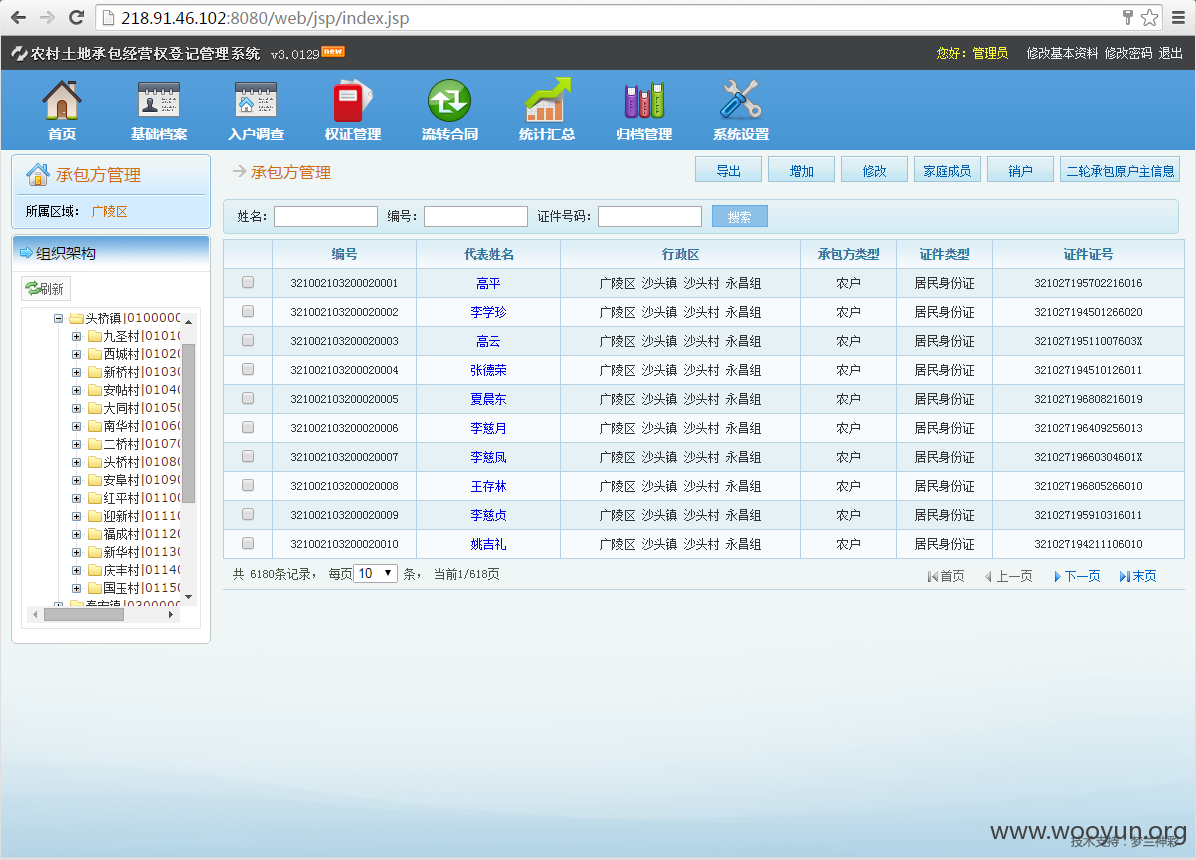 218.91.46.102:8080/web/jsp/index.jsp
农村土地承包经营权登记管理系统 v3.0129 new 您好：管理员 修改基本资料 修改密码 退出
首页 基础档案 入户调查 权证管理 流转合同 统计汇总 归档管理 系统设置
承包方管理
所属区域： 广陵区
组织架构
刷新
头桥镇|0100000
九圣村|01010
西城村|01020
新桥村|01030
安帖村|01040
大同村|01050
南华村|01060
二桥村|01070
头桥村|01080
安阜村|01090
红平村|01100
迎新村|01110
福成村|01120
新华村|01130
庆丰村|01140
国玉村|01150
承包方管理 导出 增加 修改 家庭成员 销户 二轮承包原户主信息
姓名： 编号： 证件号码： 搜索
编号 代表姓名 行政区 承包方类型 证件类型 证件证号
321002103200020001 高平 广陵区 沙头镇 沙头村 永昌组 农户 居民身份证 321027195702216016
321002103200020002 李学珍 广陵区 沙头镇 沙头村 永昌组 农户 居民身份证 321027194501266020
321002103200020003 高云 广陵区 沙头镇 沙头村 永昌组 农户 居民身份证 32102719511007603X
321002103200020004 张德荣 广陵区 沙头镇 沙头村 永昌组 农户 居民身份证 321027194510126011
321002103200020005 夏晨东 广陵区 沙头镇 沙头村 永昌组 农户 居民身份证 321027196808216019
321002103200020006 李慈月 广陵区 沙头镇 沙头村 永昌组 农户 居民身份证 321027196409256013
321002103200020007 李慈凤 广陵区 沙头镇 沙头村 永昌组 农户 居民身份证 32102719660304601X
321002103200020008 王存林 广陵区 沙头镇 沙头村 永昌组 农户 居民身份证 321027196805266010
321002103200020009 李慈贞 广陵区 沙头镇 沙头村 永昌组 农户 居民身份证 321027195910316011
321002103200020010 姚吉礼 广陵区 沙头镇 沙头村 永昌组 农户 居民身份证 321027194211106010
共 6180条记录， 每页 10 条， 当前1/618页 首页 上一页 下一页 末页
www.wooyun.org
技术支持：梦兰神彩